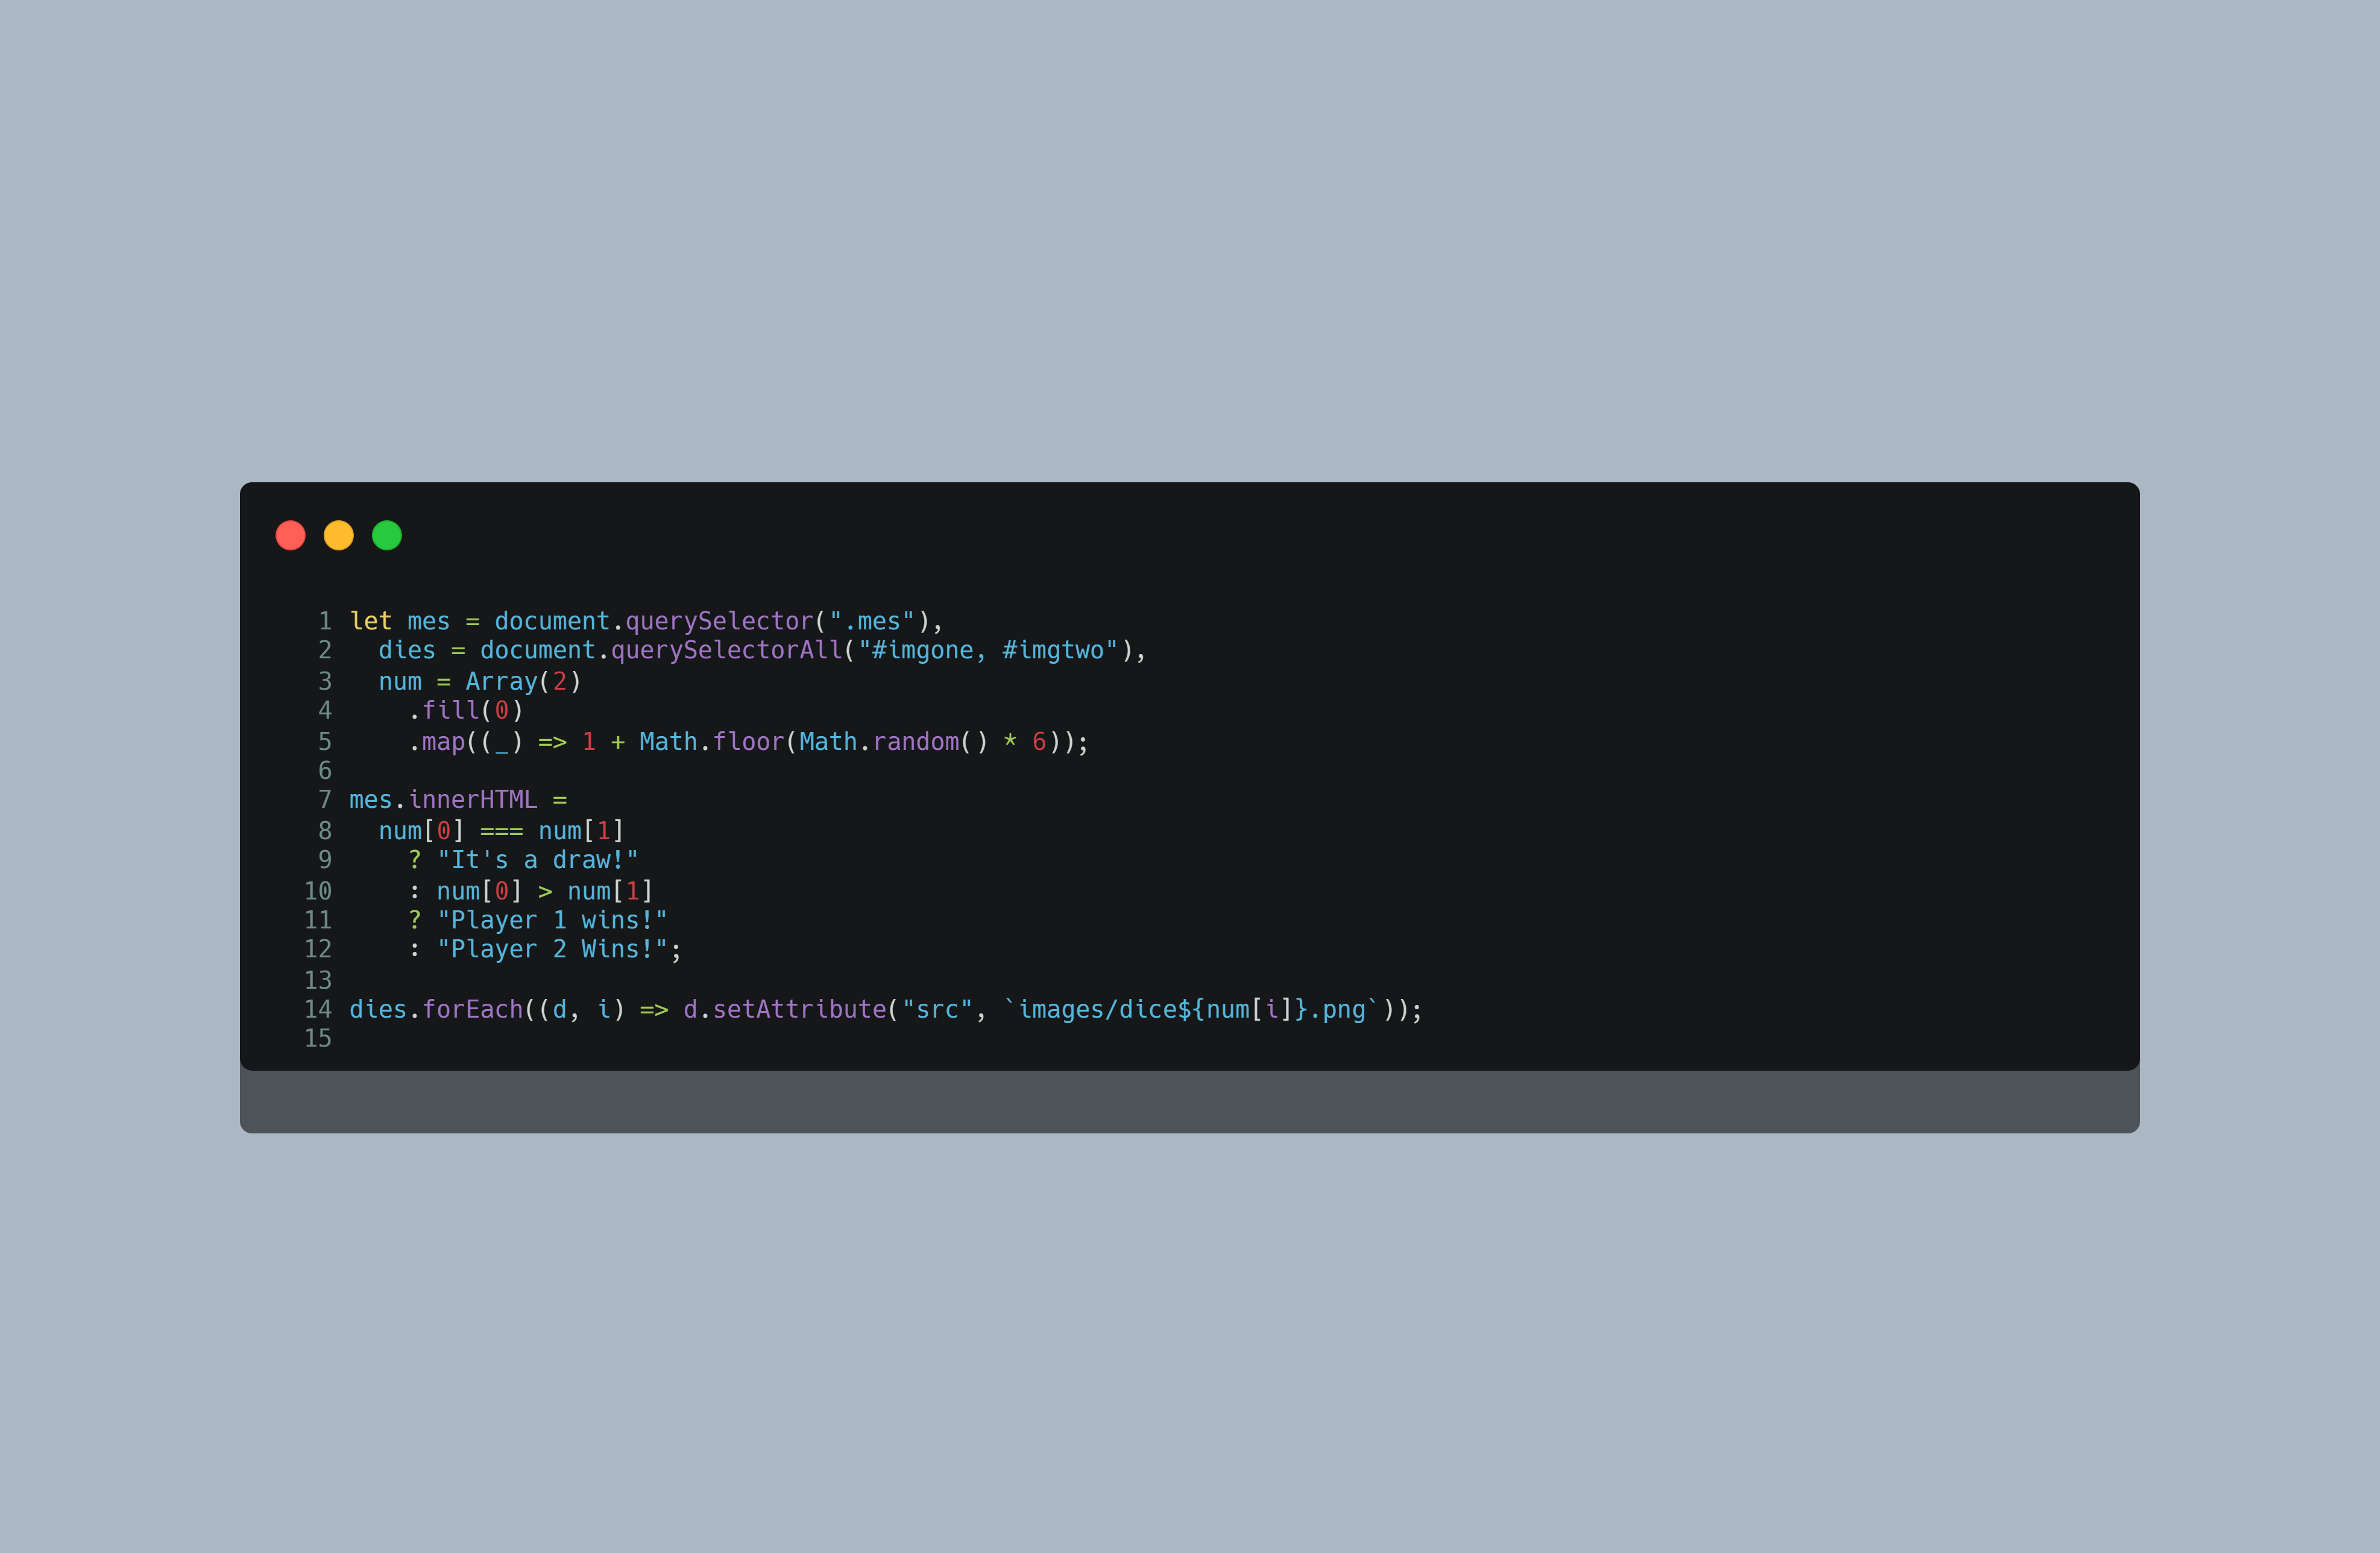 1 let mes = document.querySelector(".mes"),
2   dies = document.querySelectorAll("#imgone, #imgtwo"),
3   num = Array(2)
4     .fill(0)
5     .map((_) => 1 + Math.floor(Math.random() * 6));
6
7 mes.innerHTML =
8   num[0] === num[1]
9     ? "It's a draw!"
10     : num[0] > num[1]
11     ? "Player 1 wins!"
12     : "Player 2 Wins!";
13
14 dies.forEach((d, i) => d.setAttribute("src", `images/dice${num[i]}.png`));
15